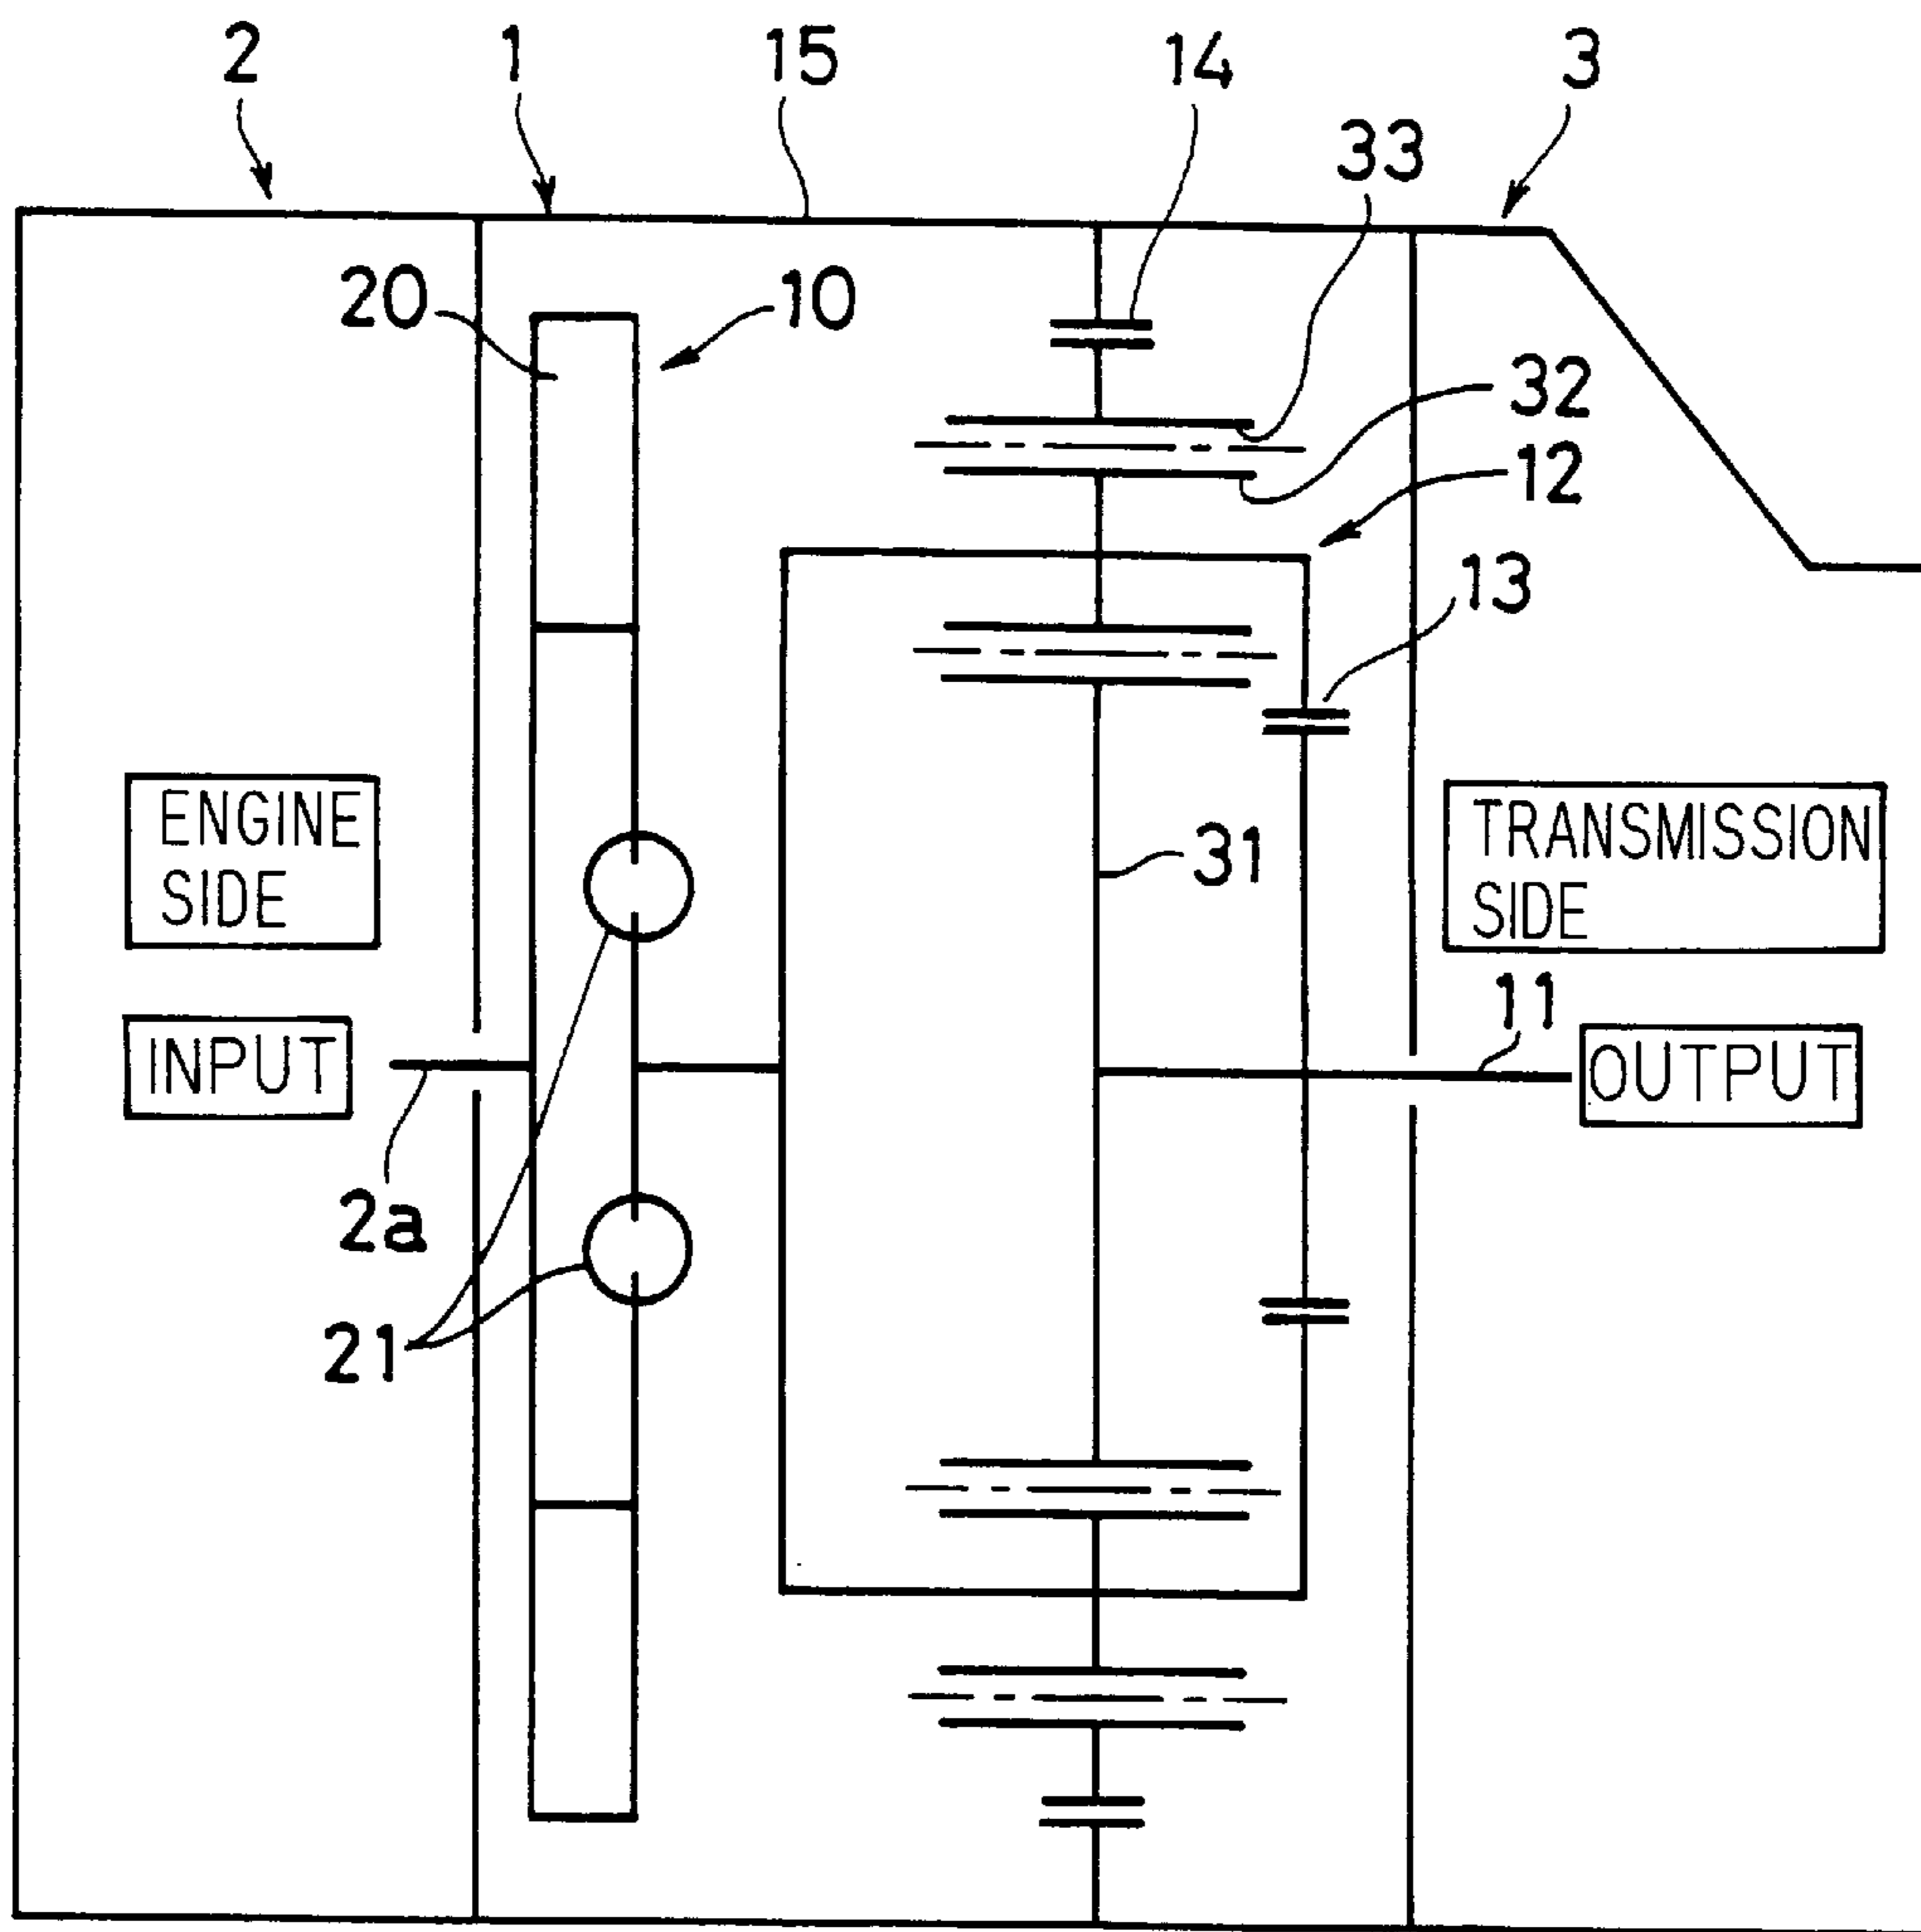 2
1
15
14
3
33
20
10
32
12
13
ENGINE
SIDE
31
TRANSMISSION
SIDE
11
INPUT
OUTPUT
2a
21